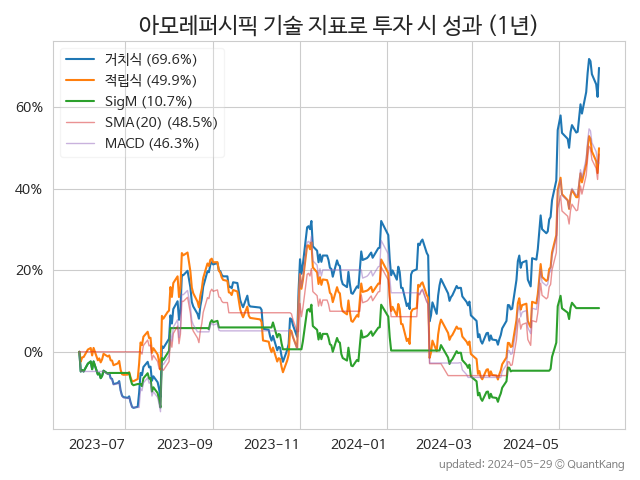 아모레퍼시픽 기술 지표로 투자 시 성과 (1년)
거치식 (69.6%)
적립식 (49.9%)
SigM (10.7%)
SMA(20) (48.5%)
MACD (46.3%)
60%
40%
20%
0%
2023-07 2023-09 2023-11 2024-01 2024-03 2024-05
updated: 2024-05-29 © QuantKang